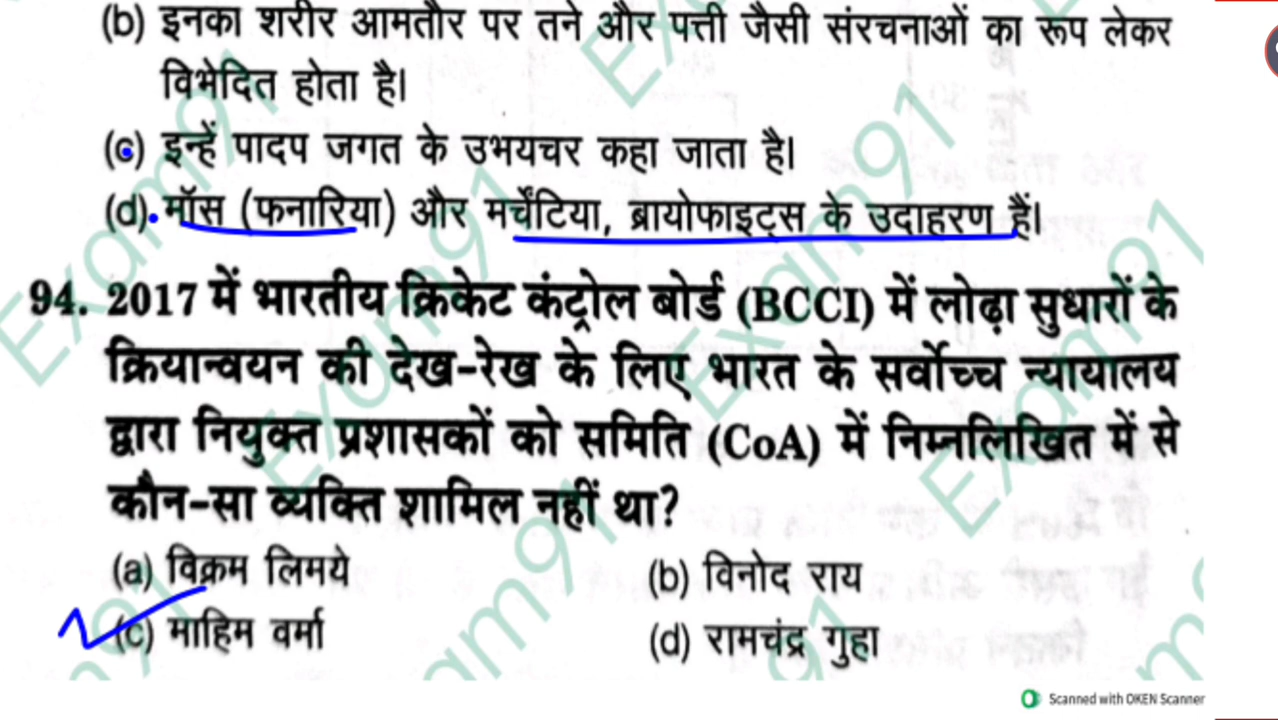 (b) इनका शरीर आमतौर पर तने और पत्ती जैसी संरचनाओं का रूप लेकर
विभेदित होता है।
(c) इन्हें पादप जगत के उभयचर कहा जाता है।
(d) मॉस (फनारिया) और मर्चेंटिया, ब्रायोफाइट्स के उदाहरण हैं।
94. 2017 में भारतीय क्रिकेट कंट्रोल बोर्ड (BCCI) में लोढ़ा सुधारों के
क्रियान्वयन की देख-रेख के लिए भारत के सर्वोच्च न्यायालय
द्वारा नियुक्त प्रशासकों को समिति (CoA) में निम्नलिखित में से
कौन-सा व्यक्ति शामिल नहीं था?
(a) विक्रम लिमये (b) विनोद राय
(c) माहिम वर्मा (d) रामचंद्र गुहा
Exam91
Scanned with OKEN Scanner